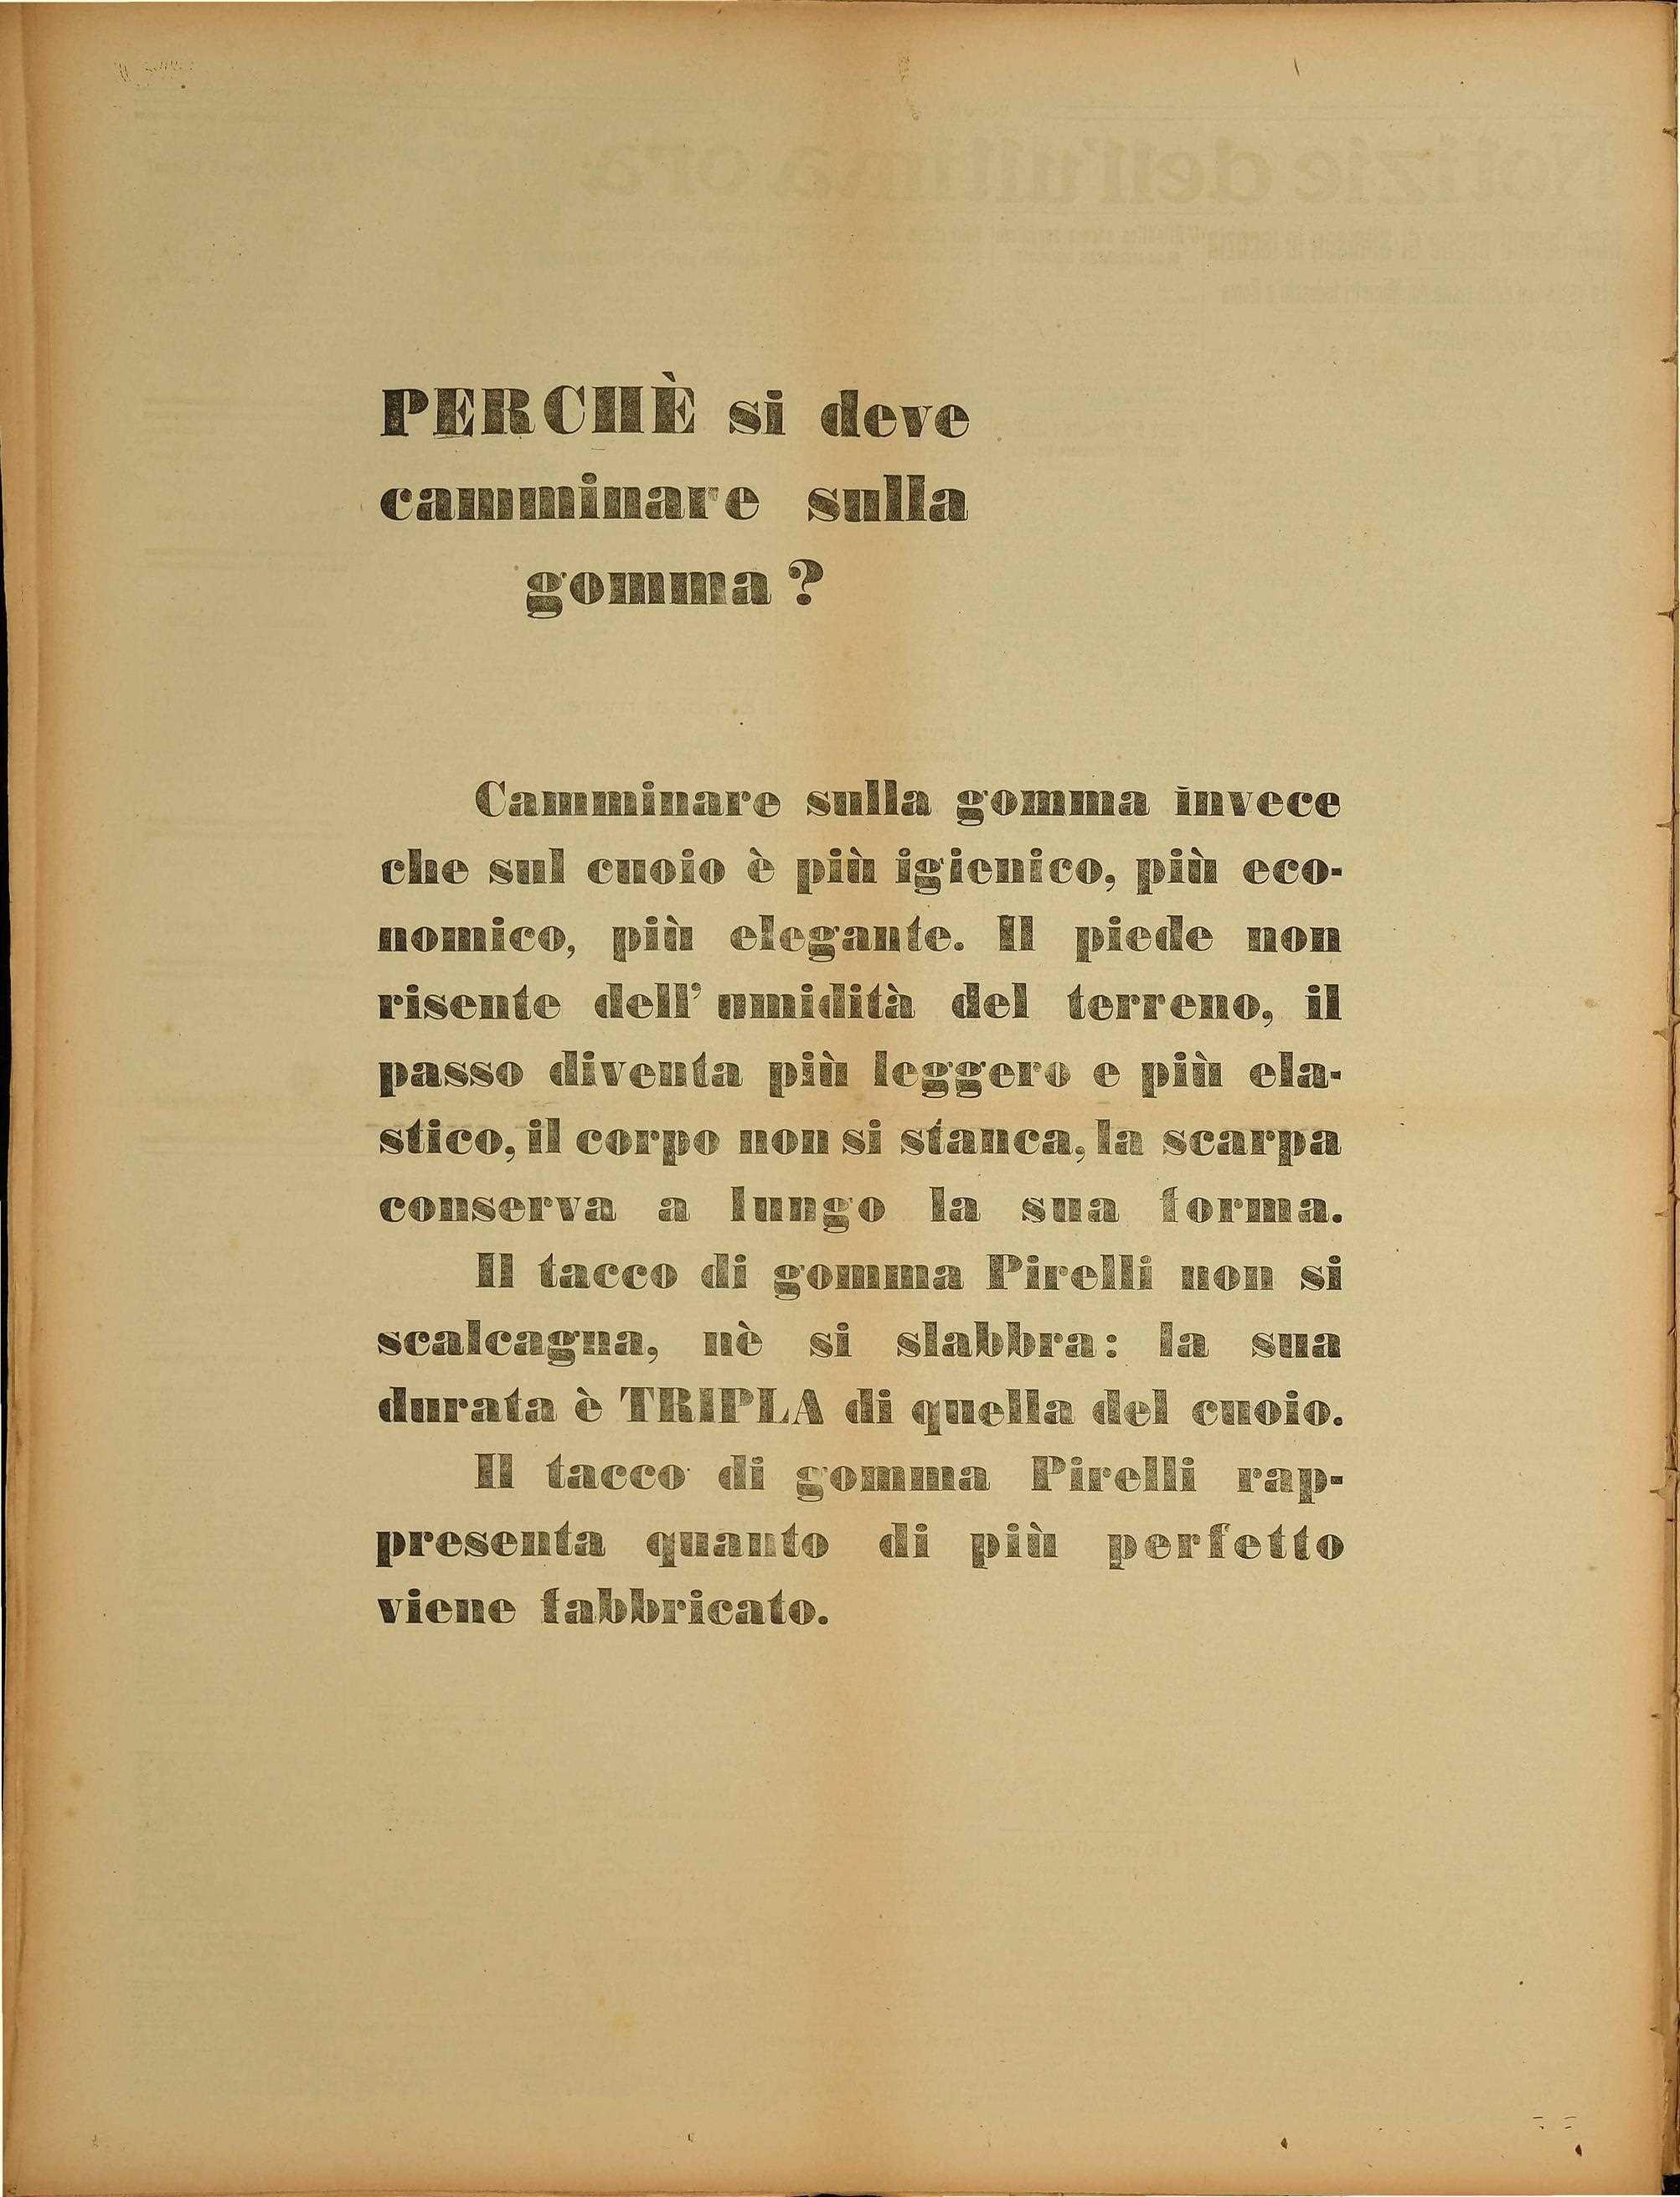 PERCHÈ si deve
camminare sulla
gomma?
Camminare sulla gomma invece
che sul cuoio è più igienico, più eco-
nomico, più elegante. Il piede non
risente dell' umidità del terreno, il
passo diventa più leggero e più ela-
stico, il corpo non si stanca, la scarpa
conserva a lungo la sua forma.
Il tacco di gomma Pirelli non si
scalcagna, nè si slabbra: la sua
durata è TRIPLA di quella del cuoio.
Il tacco di gomma Pirelli rap-
presenta quanto di più perfetto
viene fabbricato.